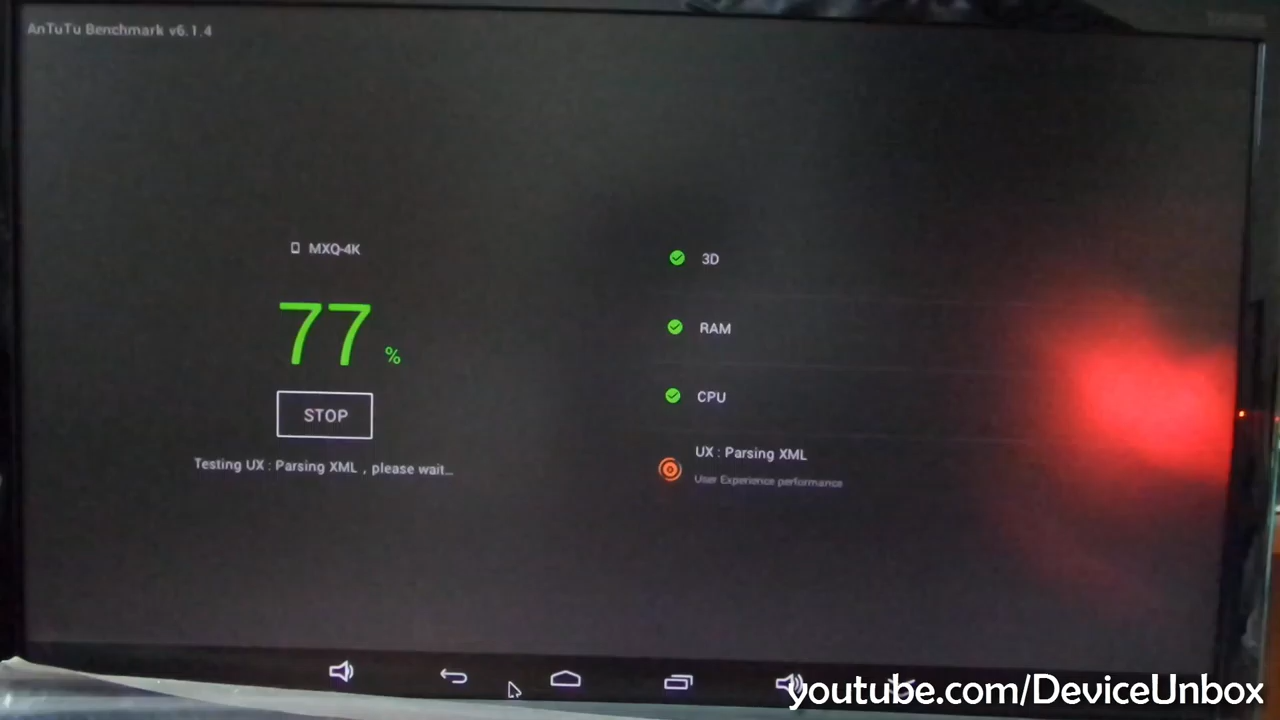 AnTuTu Benchmark v6.1.4
MXQ-4K
77 %
STOP
Testing UX : Parsing XML , please wait...
3D
RAM
CPU
UX : Parsing XML
User Experience performance
youtube.com/DeviceUnbox